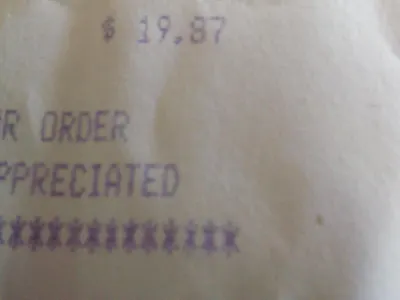 $ 19.87
R ORDER
PPRECIATED
*************